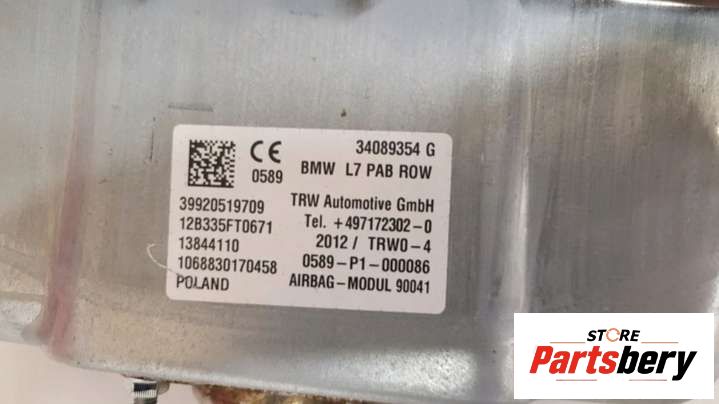 0589
34089354 G
BMW L7 PAB ROW
39920519709
12B335FT0671
13844110
1068830170458
POLAND
TRW Automotive GmbH
Tel. +497172302-0
2012 / TRW0-4
0589-P1-000086
AIRBAG-MODUL 90041
STORE
Partsbery